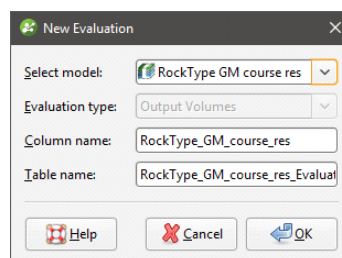 New Evaluation
Select model: RockType GM course res
Evaluation type: Output Volumes
Column name: RockType_GM_course_res
Table name: RockType_GM_course_res_Evaluat
Help Cancel OK